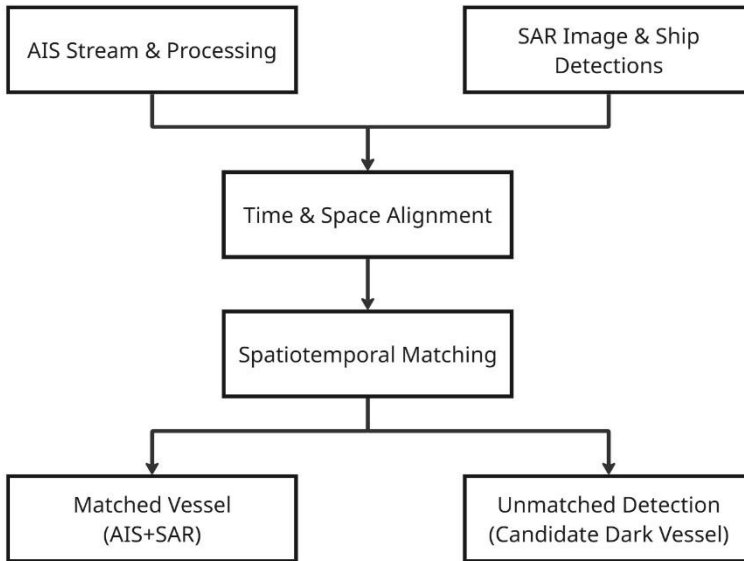 AIS Stream & Processing
SAR Image & Ship
Detections
Time & Space Alignment
Spatiotemporal Matching
Matched Vessel
(AIS+SAR)
Unmatched Detection
(Candidate Dark Vessel)